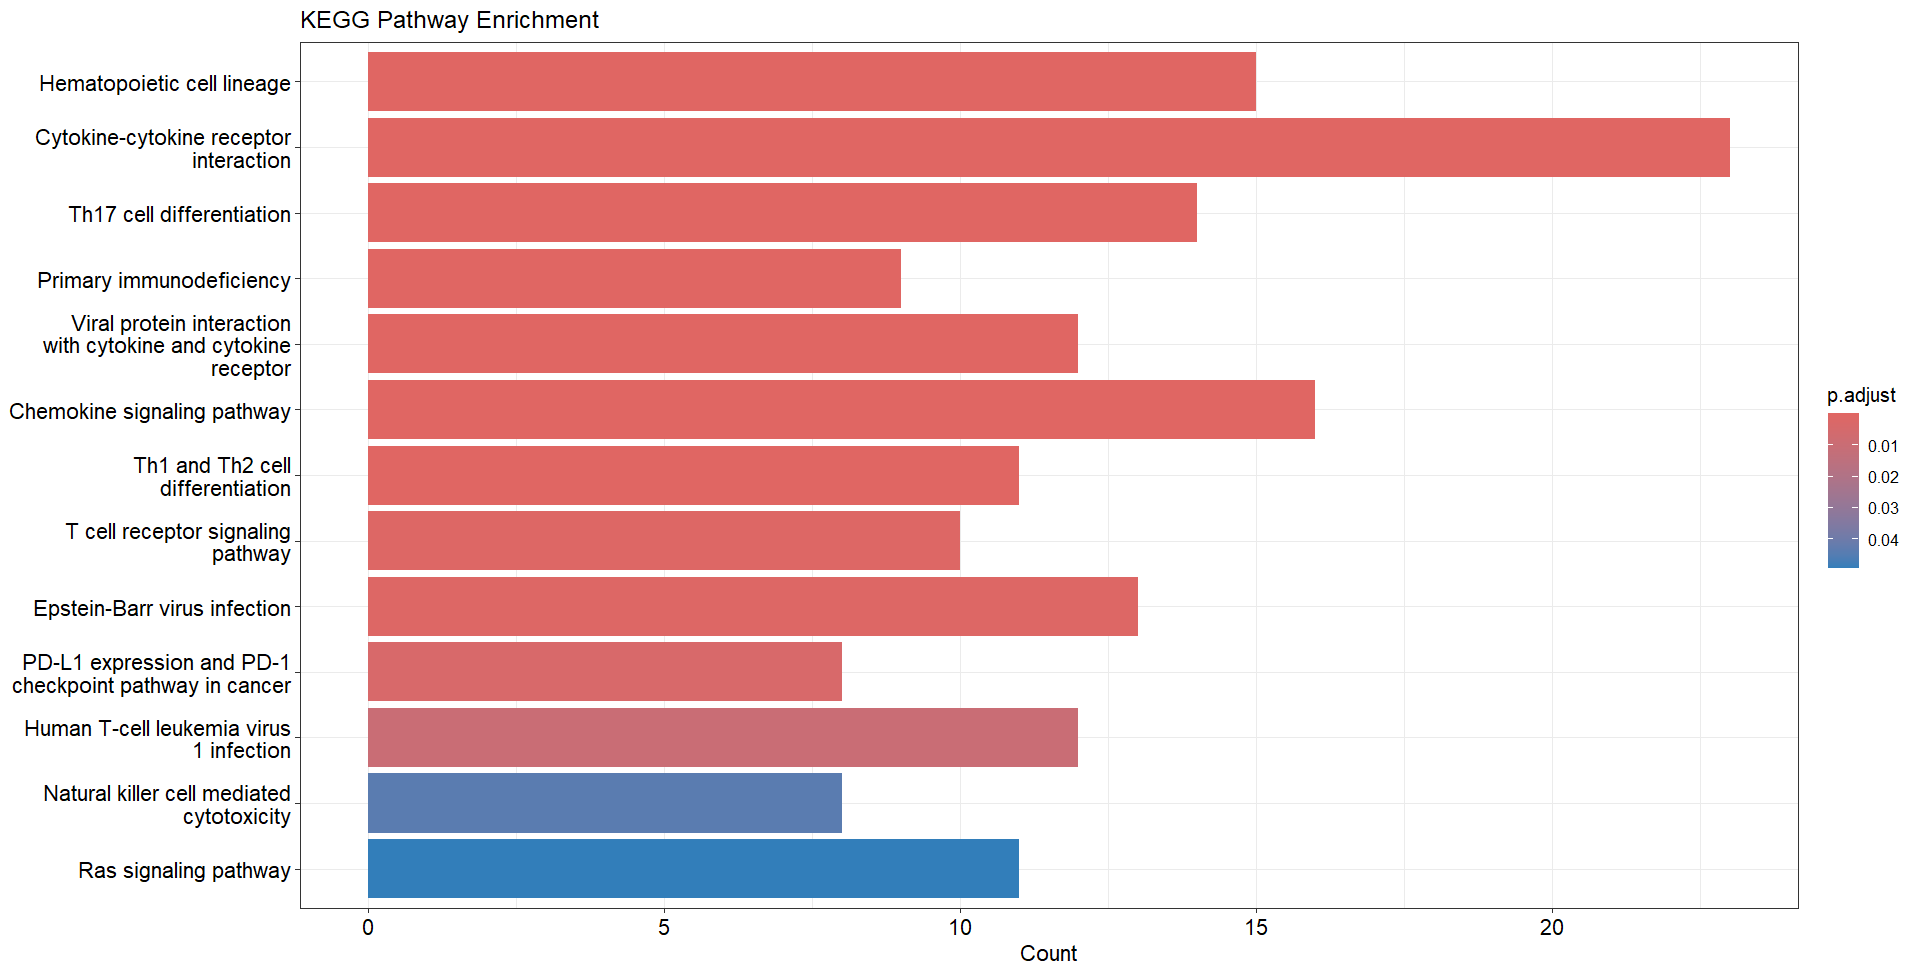 KEGG Pathway Enrichment
Hematopoietic cell lineage
Cytokine-cytokine receptor
interaction
Th17 cell differentiation
Primary immunodeficiency
Viral protein interaction
with cytokine and cytokine
receptor
Chemokine signaling pathway
Th1 and Th2 cell
differentiation
T cell receptor signaling
pathway
Epstein-Barr virus infection
PD-L1 expression and PD-1
checkpoint pathway in cancer
Human T-cell leukemia virus
1 infection
Natural killer cell mediated
cytotoxicity
Ras signaling pathway
0 5 10 15 20
Count
p.adjust
0.01
0.02
0.03
0.04